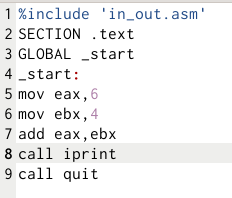 1 %include 'in_out.asm'
2 SECTION .text
3 GLOBAL _start
4 _start:
5 mov eax,6
6 mov ebx,4
7 add eax,ebx
8 call iprint
9 call quit